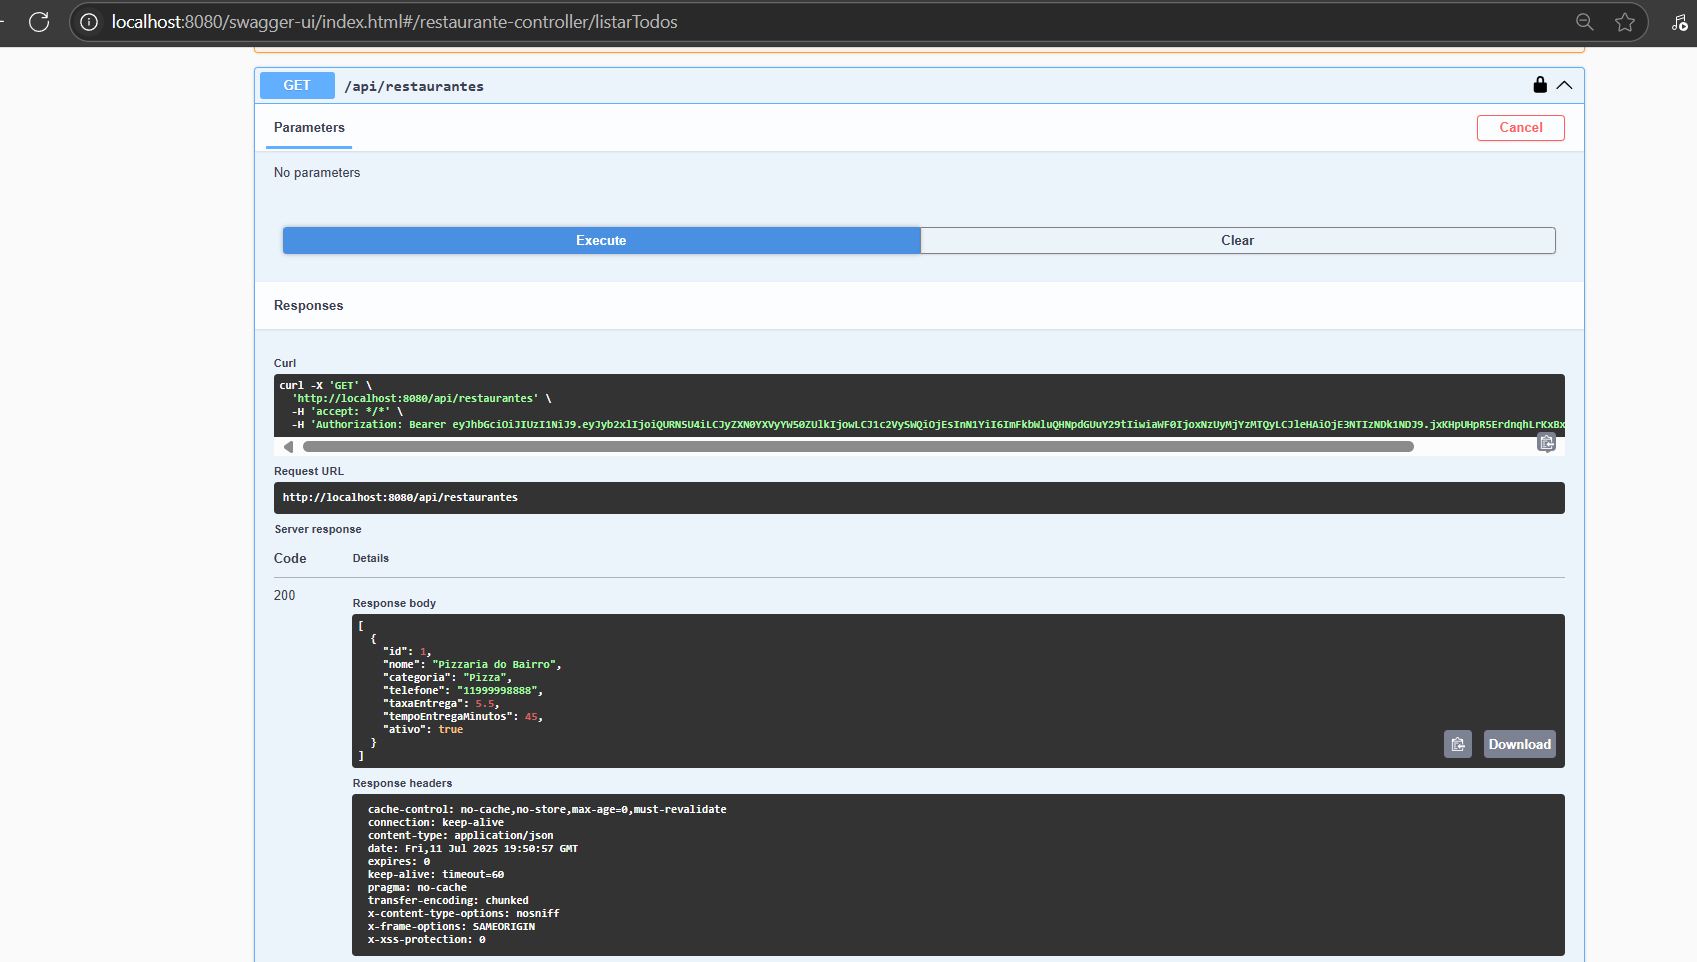 localhost:8080/swagger-ui/index.html#/restaurante-controller/listarTodos
GET /api/restaurantes
Parameters
Cancel
No parameters
Execute
Clear
Responses
Curl
curl -X 'GET' \
'http://localhost:8080/api/restaurantes' \
-H 'accept: */*' \
-H 'Authorization: Bearer
Request URL
http://localhost:8080/api/restaurantes
Server response
Code Details
200
Response body
[
{
"id": 1,
"nome": "Pizzaria do Bairro",
"categoria": "Pizza",
"telefone": "11999998888",
"taxaEntrega": 5.5,
"tempoEntregaMinutos": 45,
"ativo": true
}
]
Download
Response headers
cache-control: no-cache,no-store,max-age=0,must-revalidate
connection: keep-alive
content-type: application/json
date: Fri,11 Jul 2025 19:50:57 GMT
expires: 0
keep-alive: timeout=60
pragma: no-cache
transfer-encoding: chunked
x-content-type-options: nosniff
x-frame-options: SAMEORIGIN
x-xss-protection: 0